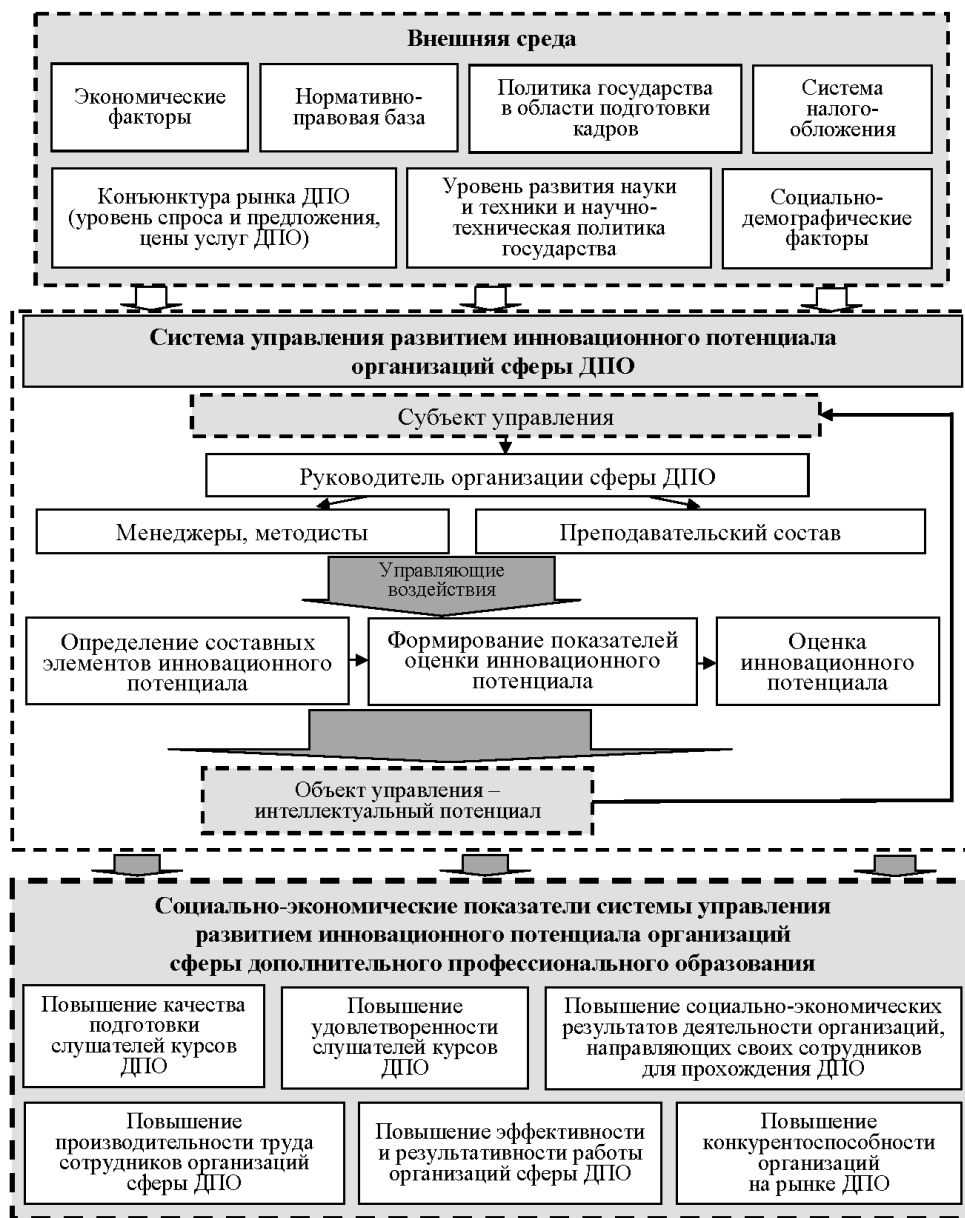 Внешняя среда
Экономические
факторы
Нормативно-
правовая база
Политика государства
в области подготовки
кадров
Система
налого-
обложения
Конъюнктура рынка ДПО
(уровень спроса и предложения,
цены услуг ДПО)
Уровень развития науки
и техники и научно-
техническая политика
государства
Социально-
демографические
факторы
Система управления развитием инновационного потенциала
организаций сферы ДПО
Субъект управления
Руководитель организации сферы ДПО
Менеджеры, методисты
Преподавательский состав
Управляющие
воздействия
Определение составных
элементов инновационного
потенциала
Формирование показателей
оценки инновационного
потенциала
Оценка
инновационного
потенциала
Объект управления –
интеллектуальный потенциал
Социально-экономические показатели системы управления
развитием инновационного потенциала организаций
сферы дополнительного профессионального образования
Повышение качества
подготовки
слушателей курсов
ДПО
Повышение
удовлетворенности
слушателей курсов
ДПО
Повышение социально-экономических
результатов деятельности организаций,
направляющих своих сотрудников
для прохождения ДПО
Повышение
производительности труда
сотрудников организаций
сферы ДПО
Повышение эффективности
и результативности работы
организаций сферы ДПО
Повышение
конкурентоспособности
организаций
на рынке ДПО